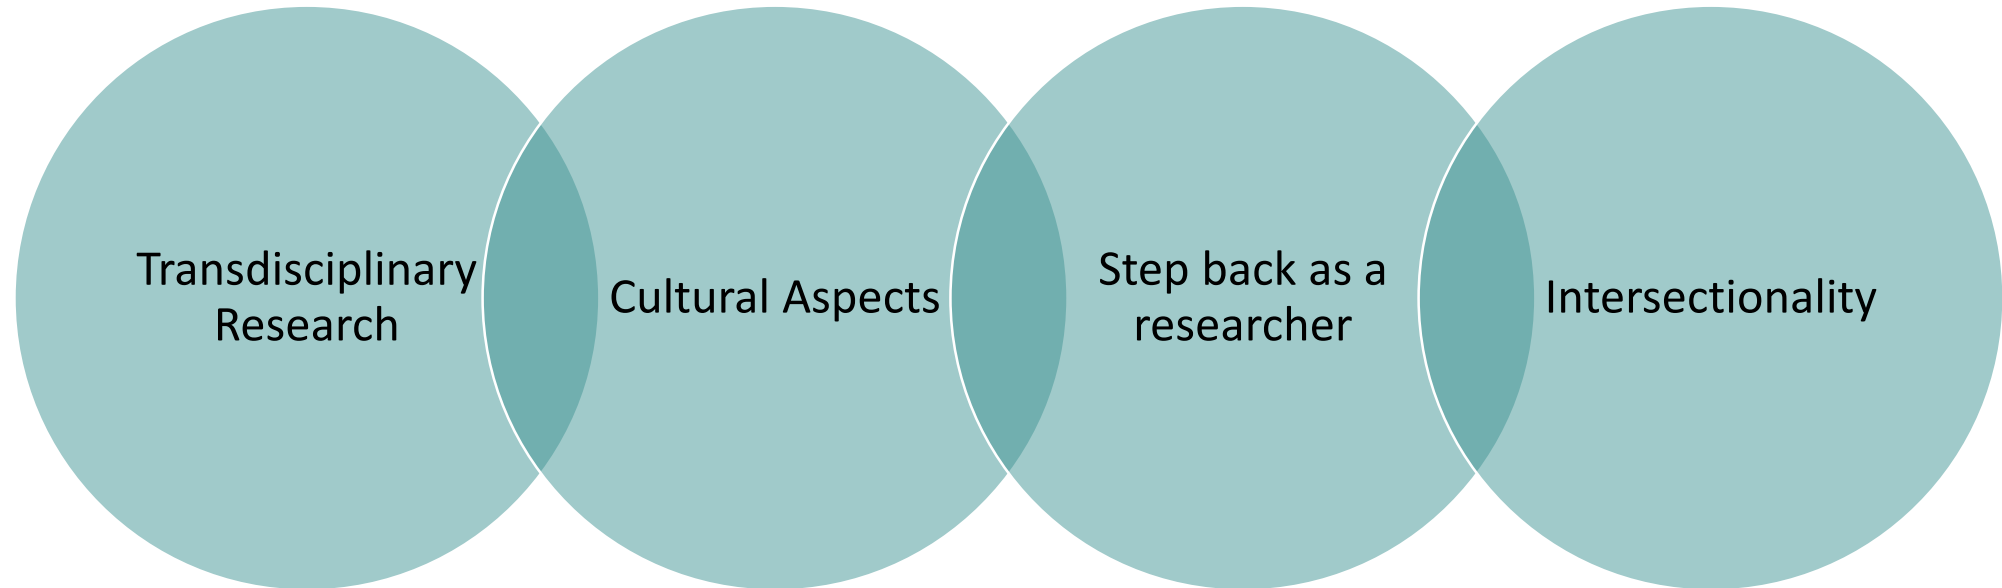 Transdisciplinary
Research
Cultural Aspects
Step back as a
researcher
Intersectionality